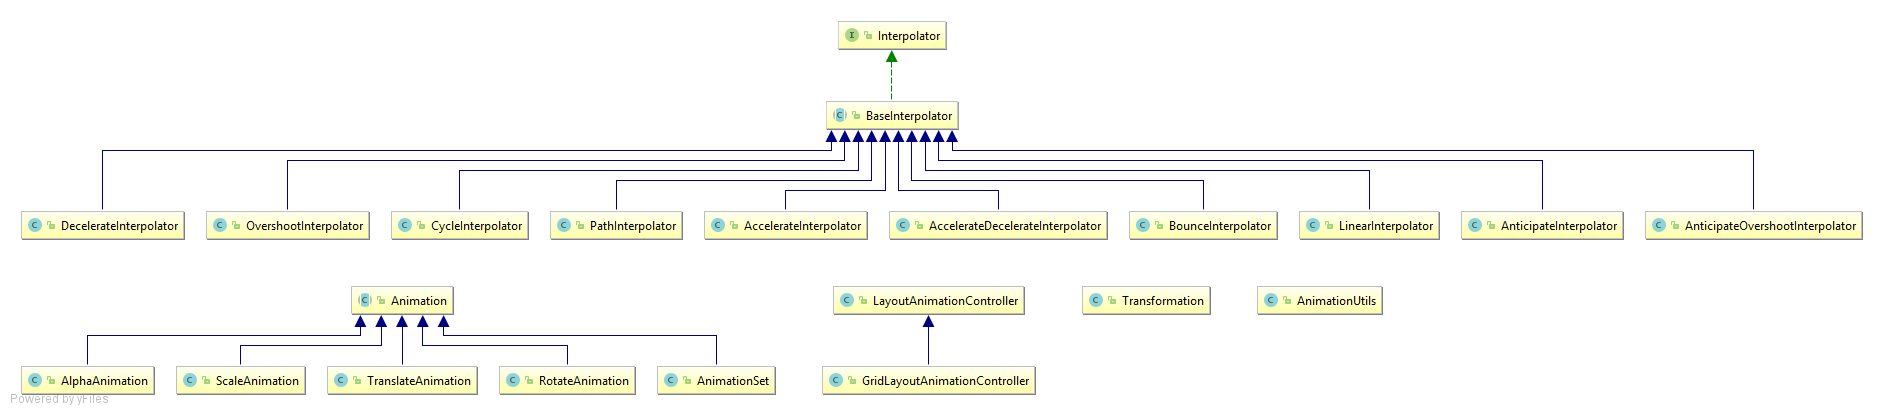 Interpolator
BaseInterpolator
DecelerateInterpolator
OvershootInterpolator
CycleInterpolator
PathInterpolator
AccelerateInterpolator
AccelerateDecelerateInterpolator
BounceInterpolator
LinearInterpolator
AnticipateInterpolator
AnticipateOvershootInterpolator
Animation
LayoutAnimationController
Transformation
AnimationUtils
AlphaAnimation
ScaleAnimation
TranslateAnimation
RotateAnimation
AnimationSet
GridLayoutAnimationController
Powered by yFiles